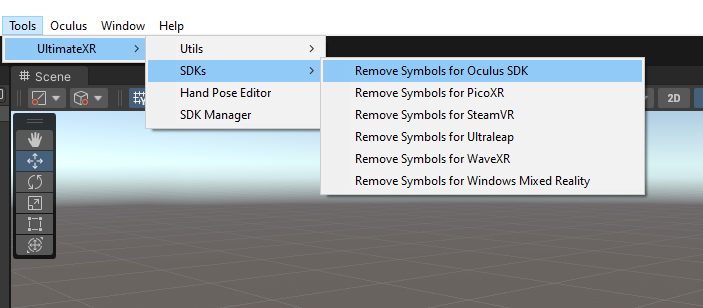 Tools Oculus Window Help
UltimateXR
Utils
SDKs
Hand Pose Editor
SDK Manager
Remove Symbols for Oculus SDK
Remove Symbols for PicoXR
Remove Symbols for SteamVR
Remove Symbols for Ultraleap
Remove Symbols for WaveXR
Remove Symbols for Windows Mixed Reality
Scene
2D